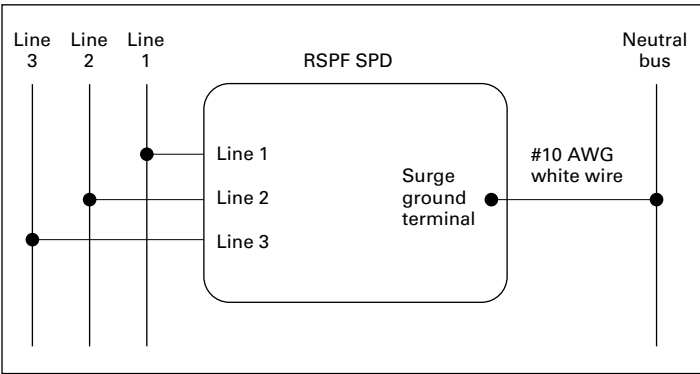 Line
3
Line
2
Line
1
RSPF SPD
Neutral
bus
Line 1
Line 2
Line 3
Surge
ground
terminal
#10 AWG
white wire